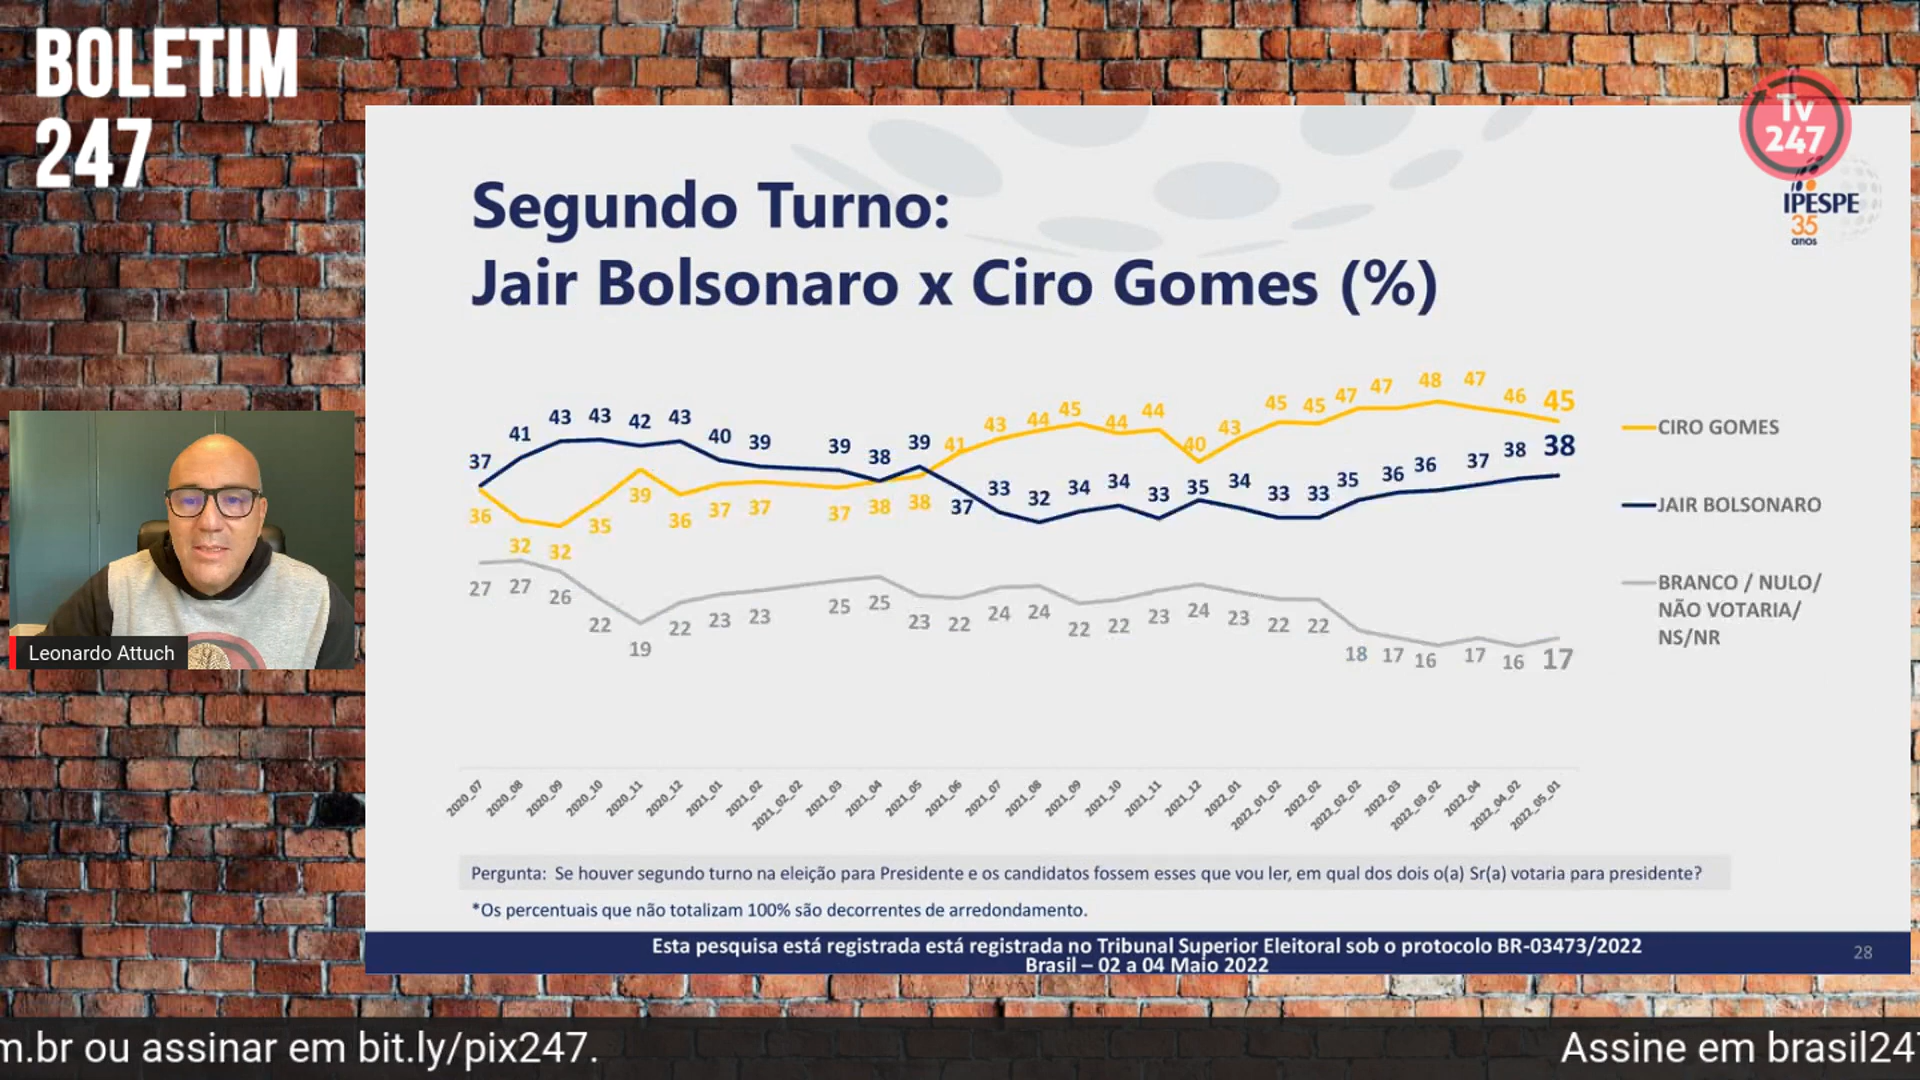 BOLETIM
247
Tv
247
IPESPE
35
anos
Segundo Turno:
Jair Bolsonaro x Ciro Gomes (%)
37 41 43 43 42 43 40 39 39 38 39 37 33 32 34 34 33 35 34 33 33 35 36 36 37 38 38
36 32 32 35 39 36 37 37 37 38 38 41 43 44 45 44 44 40 43 45 45 47 47 48 47 46 45
27 27 26 22 19 22 23 23 25 25 23 22 24 24 22 22 23 24 23 22 22 18 17 16 17 16 17
CIRO GOMES
JAIR BOLSONARO
BRANCO / NULO/
NÃO VOTARIA/
NS/NR
2020_07 2020_08 2020_09 2020_10 2020_11 2020_12 2021_01 2021_02 2021_02_02 2021_03 2021_04 2021_05 2021_06 2021_07 2021_08 2021_09 2021_10 2021_11 2021_12 2022_01 2022_01_02 2022_02 2022_02_02 2022_03 2022_03_02 2022_04 2022_04_02 2022_05_01
Leonardo Attuch
Pergunta: Se houver segundo turno na eleição para Presidente e os candidatos fossem esses que vou ler, em qual dos dois o(a) Sr(a) votaria para presidente?
*Os percentuais que não totalizam 100% são decorrentes de arredondamento.
Esta pesquisa está registrada está registrada no Tribunal Superior Eleitoral sob o protocolo BR-03473/2022
Brasil – 02 a 04 Maio 2022
28
m.br ou assinar em bit.ly/pix247. Assine em brasil247